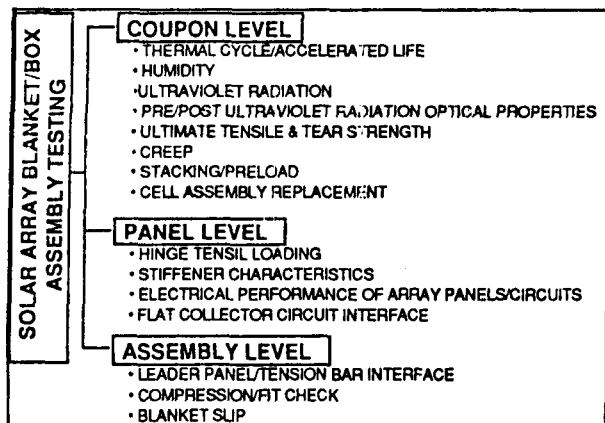 SOLAR ARRAY BLANKET/BOX
ASSEMBLY TESTING
COUPON LEVEL
• THERMAL CYCLE/ACCELERATED LIFE
• HUMIDITY
•ULTRAVIOLET RADIATION
• PRE/POST ULTRAVIOLET RADIATION OPTICAL PROPERTIES
• ULTIMATE TENSILE & TEAR STRENGTH
• CREEP
• STACKING/PRELOAD
• CELL ASSEMBLY REPLACEMENT
PANEL LEVEL
• HINGE TENSIL LOADING
• STIFFENER CHARACTERISTICS
• ELECTRICAL PERFORMANCE OF ARRAY PANELS/CIRCUITS
• FLAT COLLECTOR CIRCUIT INTERFACE
ASSEMBLY LEVEL
• LEADER PANEL/TENSION BAR INTERFACE
• COMPRESSION/FIT CHECK
• BLANKET SLIP